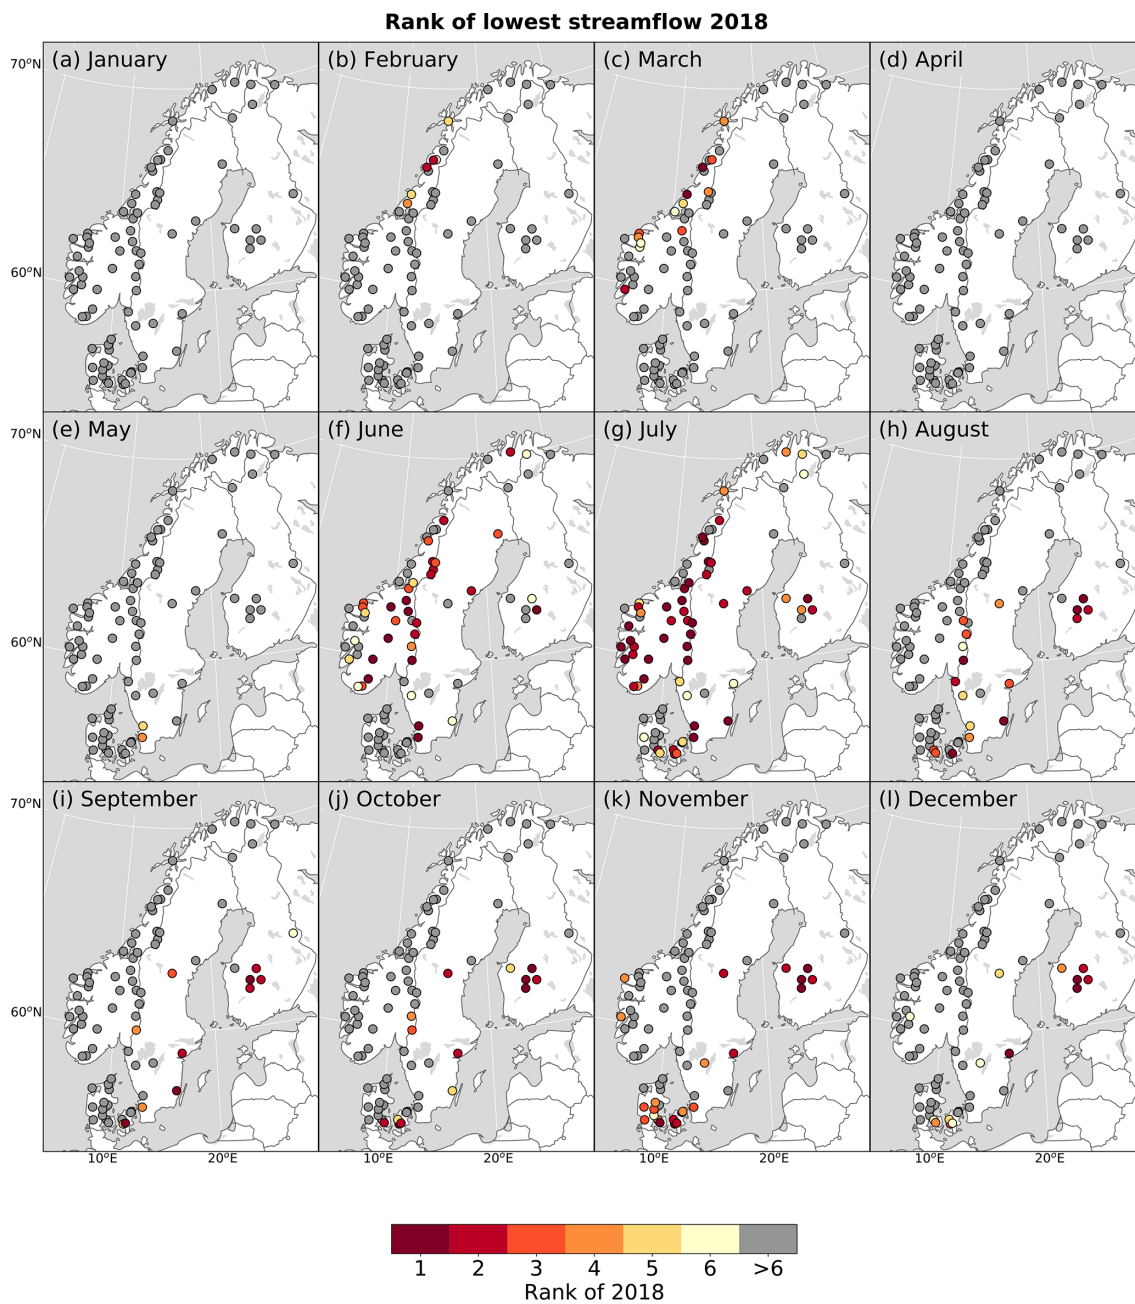 Rank of lowest streamflow 2018
(a) January
(b) February
(c) March
(d) April
70°N
60°N
(e) May
(f) June
(g) July
(h) August
70°N
60°N
(i) September
(j) October
(k) November
(l) December
70°N
60°N
10°E 20°E 10°E 20°E 10°E 20°E 10°E 20°E
1 2 3 4 5 6 >6
Rank of 2018